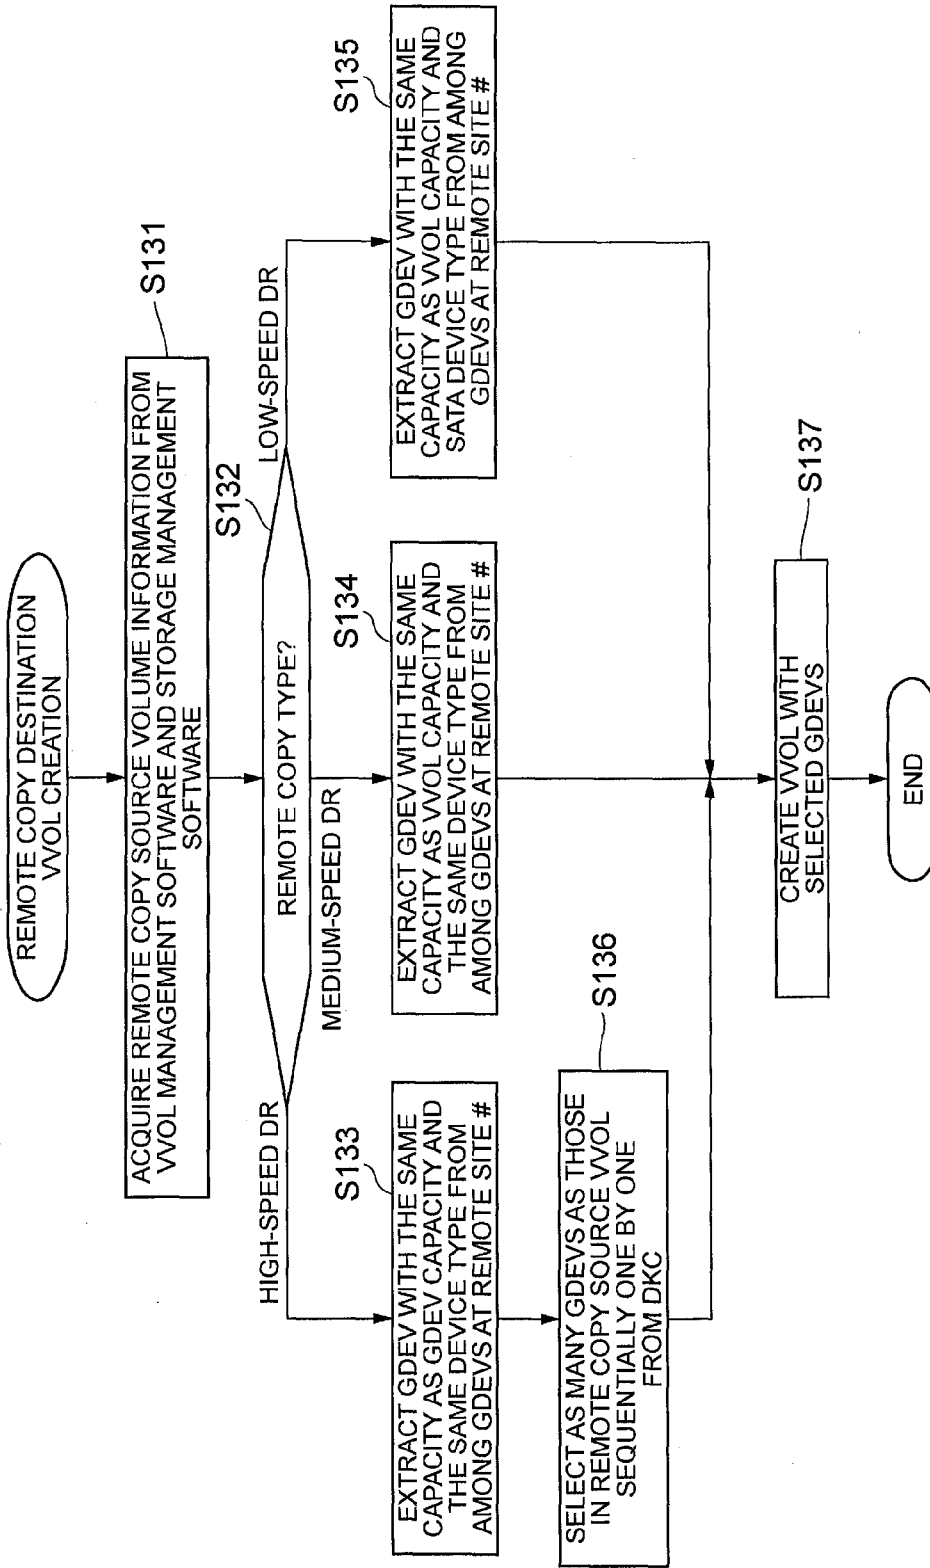 REMOTE COPY DESTINATION
VVOL CREATION
ACQUIRE REMOTE COPY SOURCE VOLUME INFORMATION FROM
VVOL MANAGEMENT SOFTWARE AND STORAGE MANAGEMENT
SOFTWARE
S131
REMOTE COPY TYPE?
S132
HIGH-SPEED DR
MEDIUM-SPEED DR
LOW-SPEED DR
EXTRACT GDEV WITH THE SAME
CAPACITY AS GDEV CAPACITY AND
THE SAME DEVICE TYPE FROM
AMONG GDEVS AT REMOTE SITE #
S133
EXTRACT GDEV WITH THE SAME
CAPACITY AS VVOL CAPACITY AND
THE SAME DEVICE TYPE FROM
AMONG GDEVS AT REMOTE SITE #
S134
EXTRACT GDEV WITH THE SAME
CAPACITY AS VVOL CAPACITY AND
SATA DEVICE TYPE FROM AMONG
GDEVS AT REMOTE SITE #
S135
SELECT AS MANY GDEVS AS THOSE
IN REMOTE COPY SOURCE VVOL
SEQUENTIALLY ONE BY ONE
FROM DKC
S136
CREATE VVOL WITH
SELECTED GDEVS
S137
END